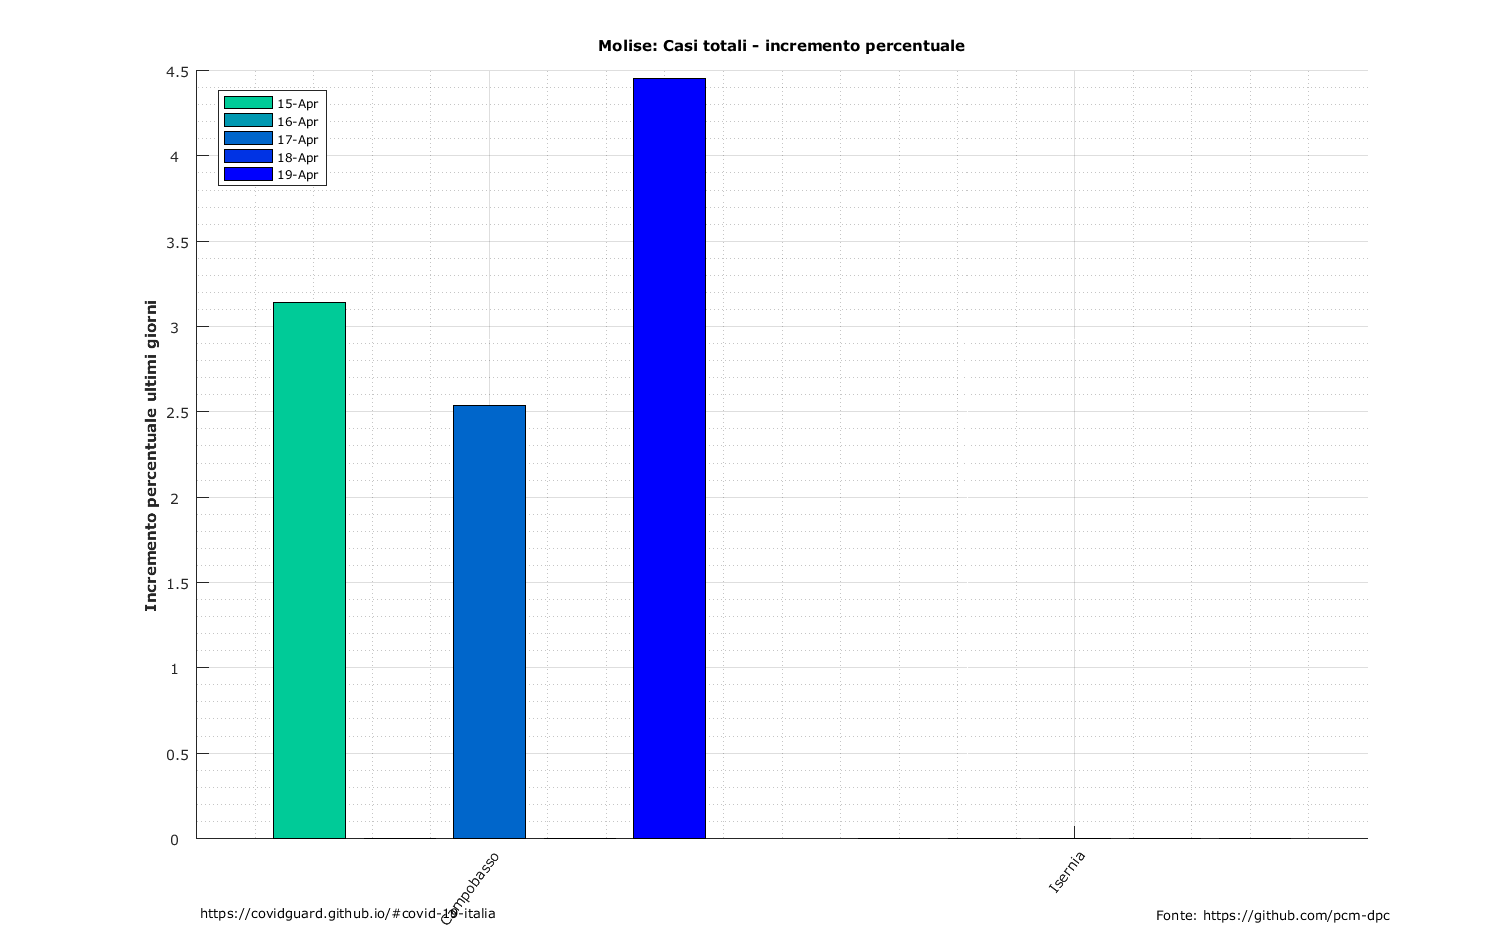 Molise: Casi totali - incremento percentuale
4.5
4
3.5
3
2.5
2
1.5
1
0.5
0
Incremento percentuale ultimi giorni
15-Apr
16-Apr
17-Apr
18-Apr
19-Apr
Campobasso
Isernia
https://covidguard.github.io/#covid-19-italia
Fonte: https://github.com/pcm-dpc